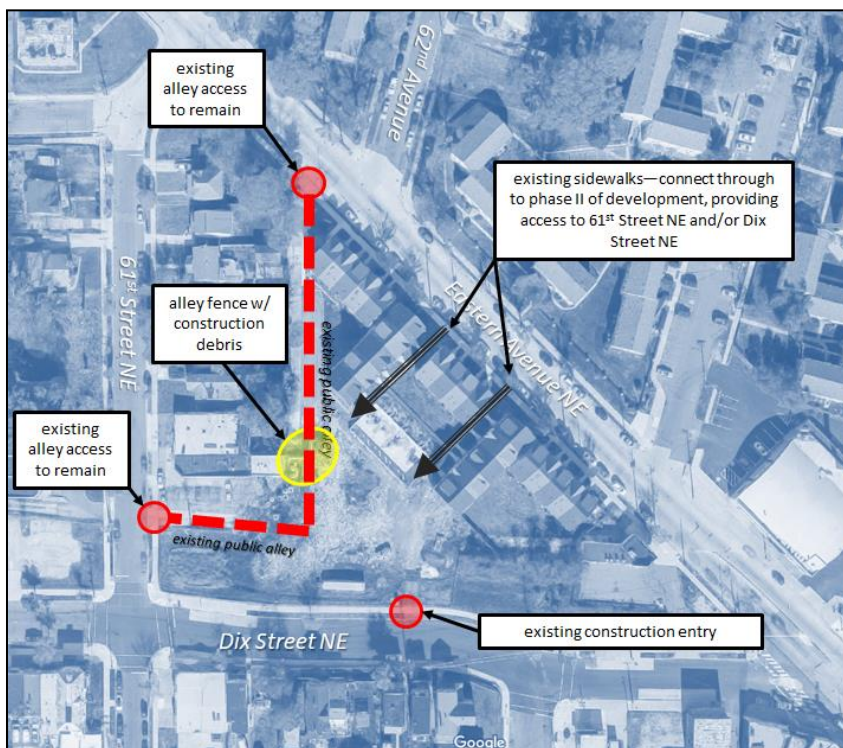 existing
alley access
to remain
62nd Avenue
existing sidewalks—connect through
to phase II of development, providing
access to 61st Street NE and/or Dix
Street NE
61st Street NE
alley fence w/
construction
debris
existing public alley
Eastern Avenue NE
existing
alley access
to remain
existing public alley
existing construction entry
Dix Street NE
Google